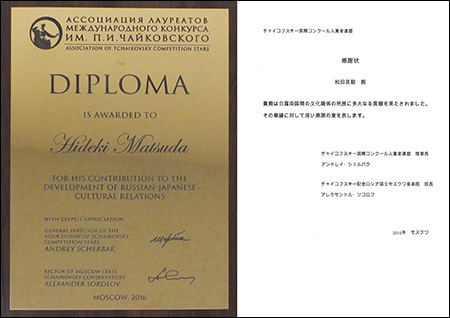 АССОЦИАЦИЯ ЛАУРЕАТОВ
МЕЖДУНАРОДНОГО КОНКУРСА
ИМ. П.И.ЧАЙКОВСКОГО
ASSOCIATION OF TCHAIKOVSKY COMPETITION STARS
DIPLOMA
IS AWARDED TO
Hideki Matsuda
FOR HIS CONTRIBUTION TO THE
DEVELOPMENT OF RUSSIAN-JAPANESE
CULTURAL RELATIONS
WITH DEEPEST APPRECIATION
GENERAL DIRECTOR OF THE
ASSOCIATION OF TCHAIKOVSKY
COMPETITION STARS
ANDREY SCHERBAK
RECTOR OF MOSCOW STATE
TCHAIKOVSKY CONSERVATORY
ALEXANDER SOKOLOV
MOSCOW, 2016
チャイコフスキー国際コンクール入賞者連盟
感謝状
松田英毅 殿
貴殿は日露両国間の文化関係の発展に多大なる貢献を果たされました。
その業績に対して深い感謝の意を表します。
チャイコフスキー国際コンクール入賞者連盟 理事長
アンドレイ・シェルバク
チャイコフスキー記念ロシア国立モスクワ音楽院 院長
アレクサンドル・ソコロフ
2016年 モスクワ